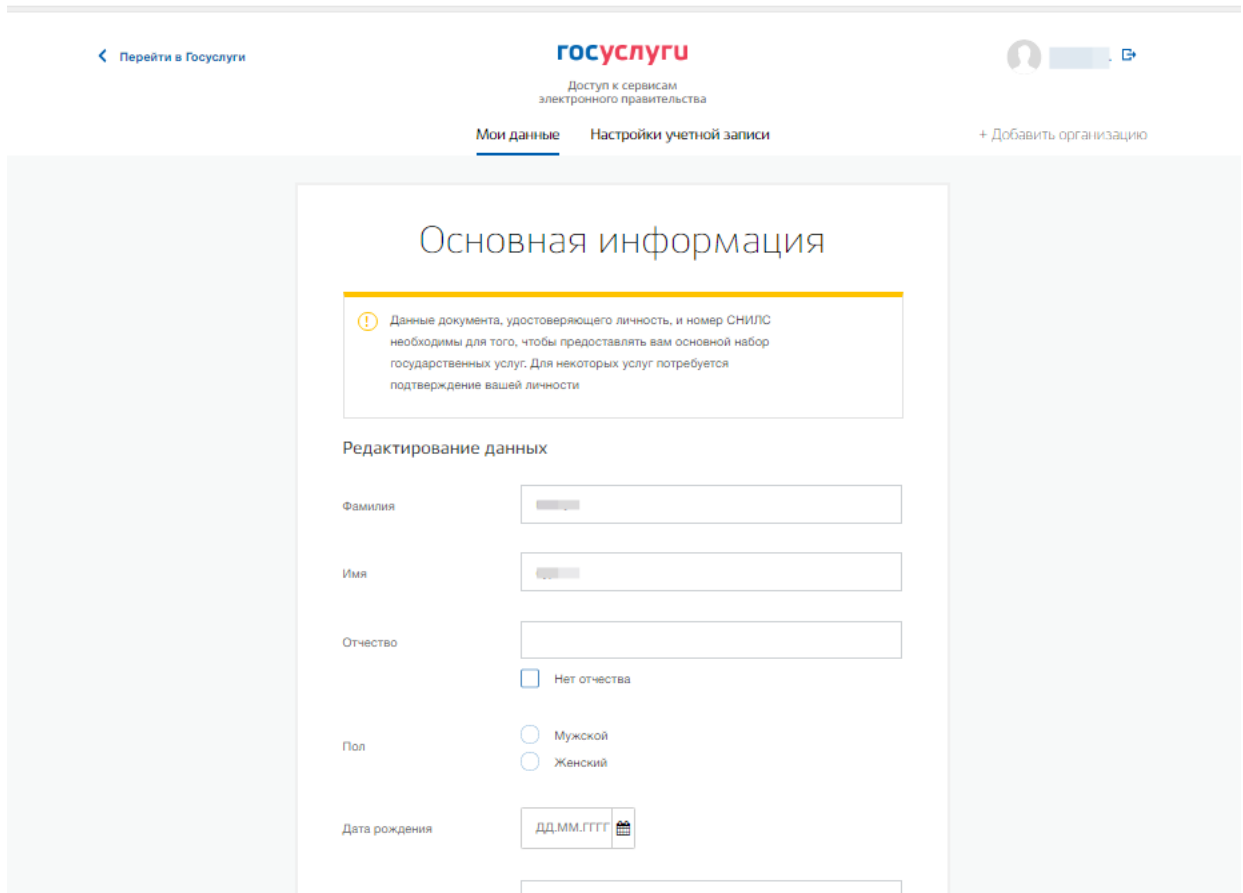 Перейти в Госуслуги
госуслуги
Доступ к сервисам
электронного правительства
Мои данные
Настройки учетной записи
+ Добавить организацию
Основная информация
Данные документа, удостоверяющего личность, и номер СНИЛС
необходимы для того, чтобы предоставлять вам основной набор
государственных услуг. Для некоторых услуг потребуется
подтверждение вашей личности
Редактирование данных
Фамилия
Имя
Отчество
Нет отчества
Пол
Мужской
Женский
Дата рождения
ДД.ММ.ГГГГ